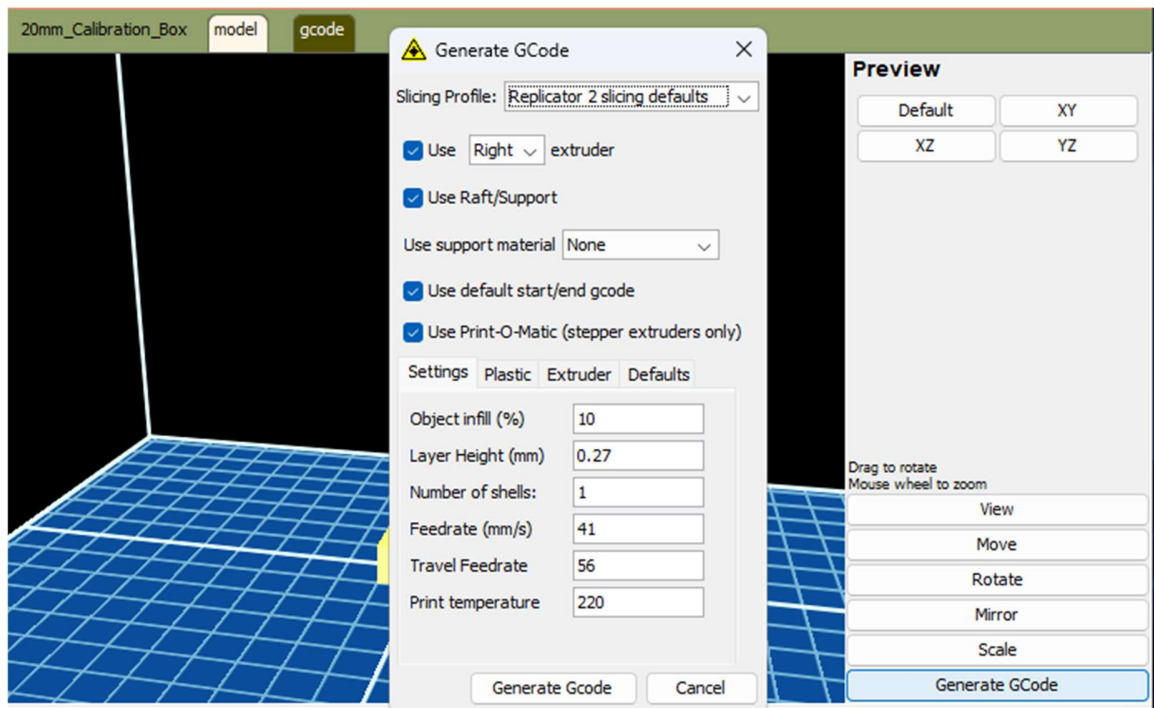 20mm_Calibration_Box model gcode
Generate GCode
Slicing Profile: Replicator 2 slicing defaults
Use Right extruder
Use Raft/Support
Use support material None
Use default start/end gcode
Use Print-O-Matic (stepper extruders only)
Settings Plastic Extruder Defaults
Object infill (%) 10
Layer Height (mm) 0.27
Number of shells: 1
Feedrate (mm/s) 41
Travel Feedrate 56
Print temperature 220
Generate Gcode Cancel
Preview
Default XY
XZ YZ
Drag to rotate
Mouse wheel to zoom
View
Move
Rotate
Mirror
Scale
Generate GCode